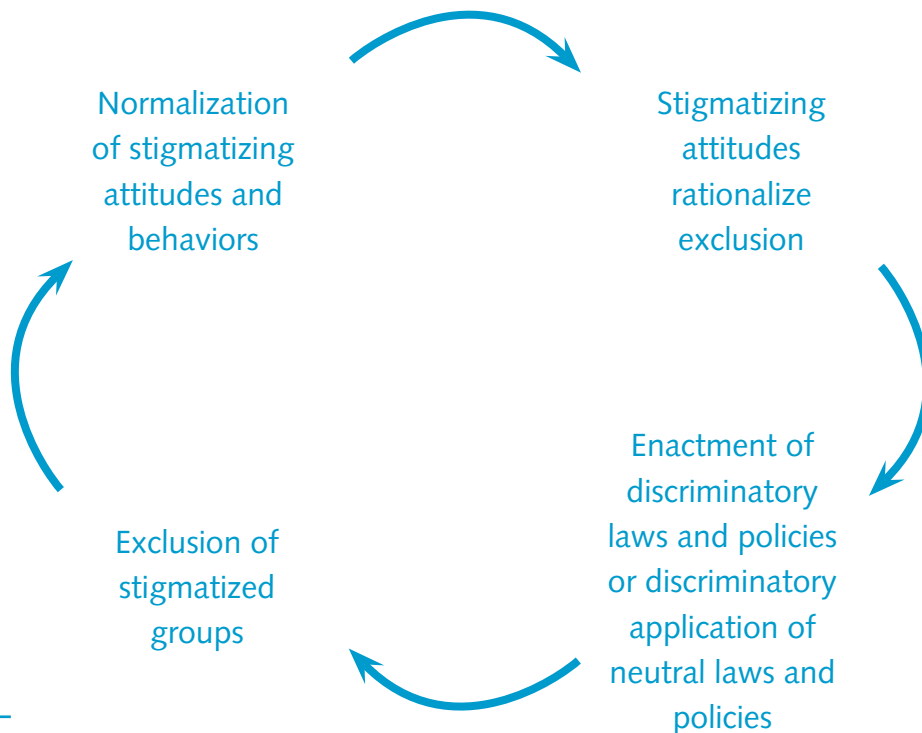 Normalization
of stigmatizing
attitudes and
behaviors
Stigmatizing
attitudes
rationalize
exclusion
Enactment of
discriminatory
laws and policies
or discriminatory
application of
neutral laws and
policies
Exclusion of
stigmatized
groups